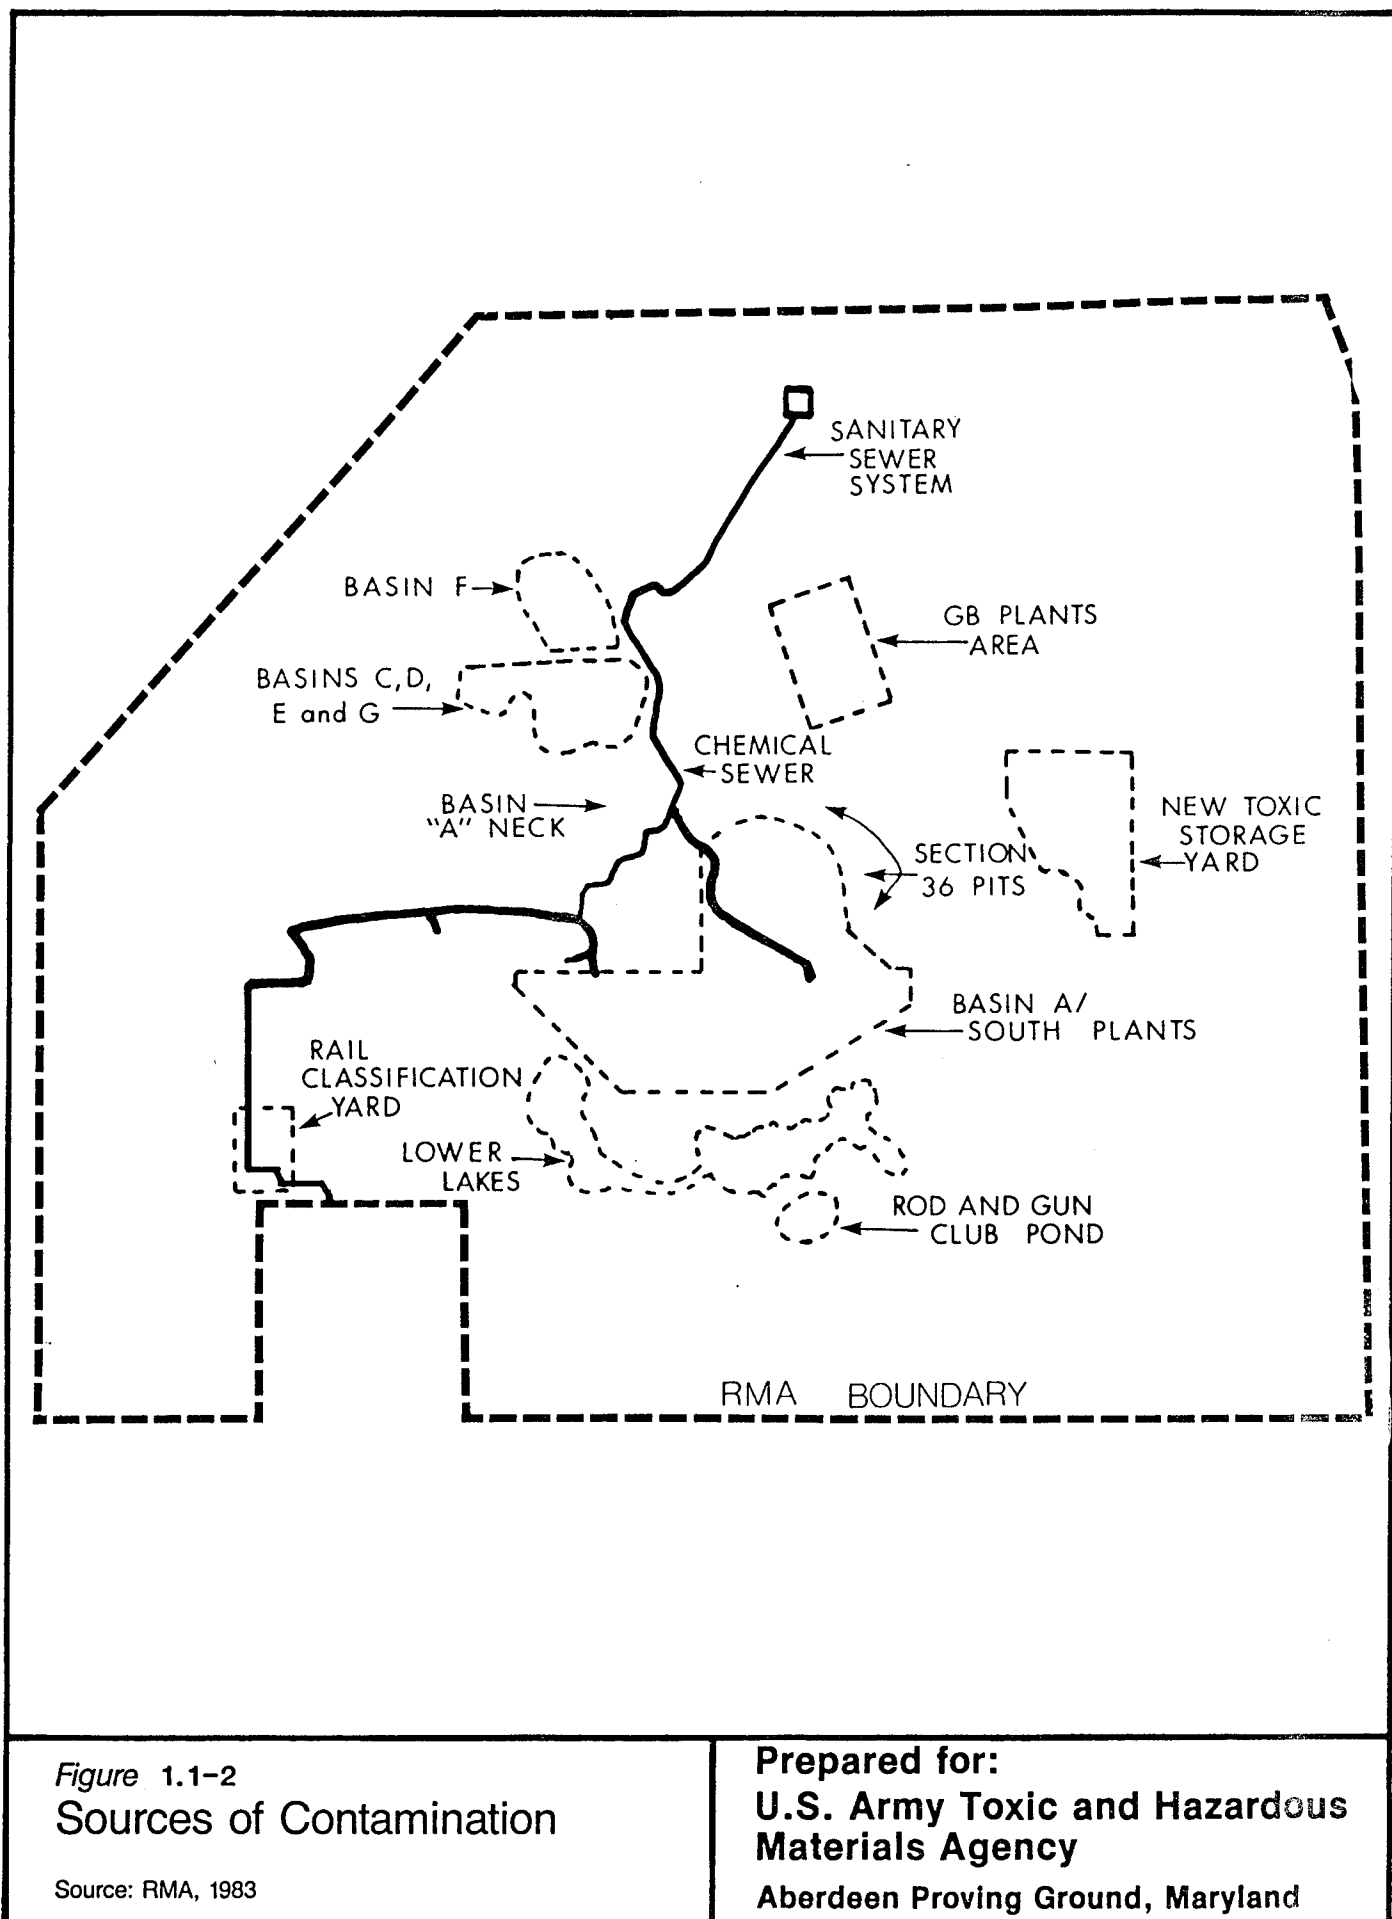 SANITARY
SEWER
SYSTEM
BASIN F
GB PLANTS
AREA
BASINS C,D,
E and G
CHEMICAL
SEWER
BASIN
"A" NECK
NEW TOXIC
STORAGE
YARD
SECTION
36 PITS
BASIN A/
SOUTH PLANTS
RAIL
CLASSIFICATION
YARD
LOWER
LAKES
ROD AND GUN
CLUB POND
RMA BOUNDARY
Figure 1.1-2
Sources of Contamination
Source: RMA, 1983
Prepared for:
U.S. Army Toxic and Hazardous
Materials Agency
Aberdeen Proving Ground, Maryland